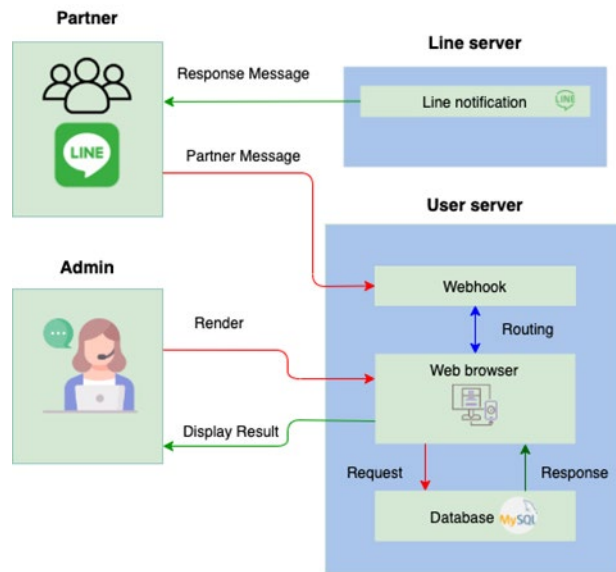 Partner
Line server
Response Message
Line notification
LINE
LINE
Partner Message
User server
Admin
Webhook
Render
Routing
Web browser
Display Result
Request
Response
Database
MySQL